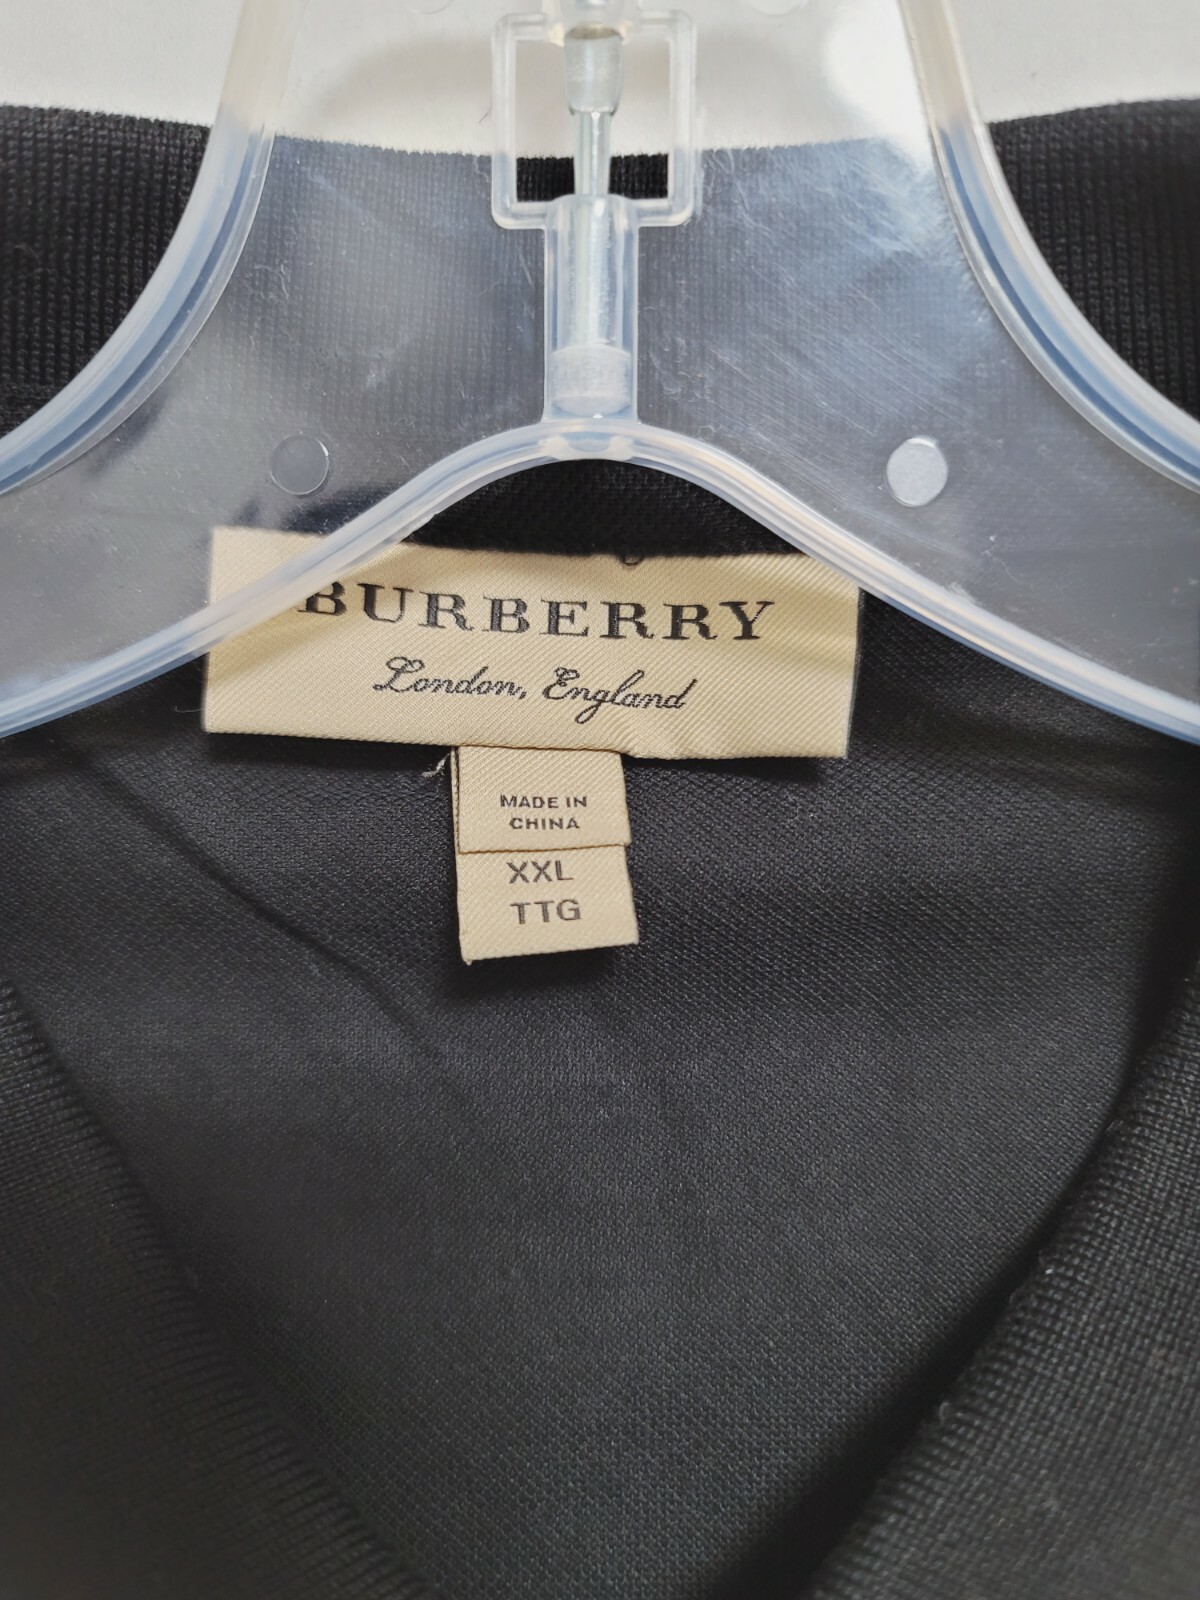 BURBERRY
London, England
MADE IN
CHINA
XXL
TTG